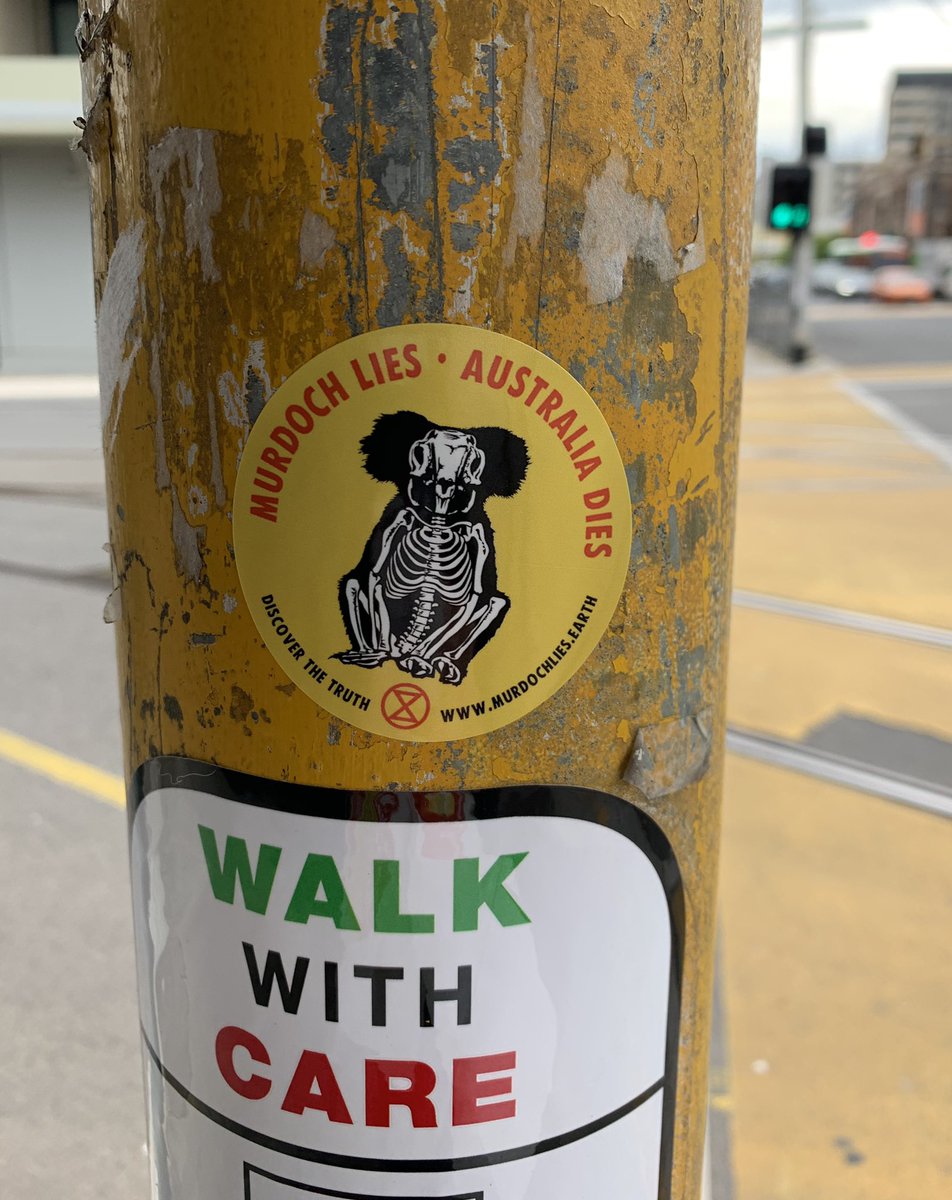 MURDOCH LIES · AUSTRALIA DIES
DISCOVER THE TRUTH
WWW.MURDOCHLIES.EARTH
WALK
WITH
CARE